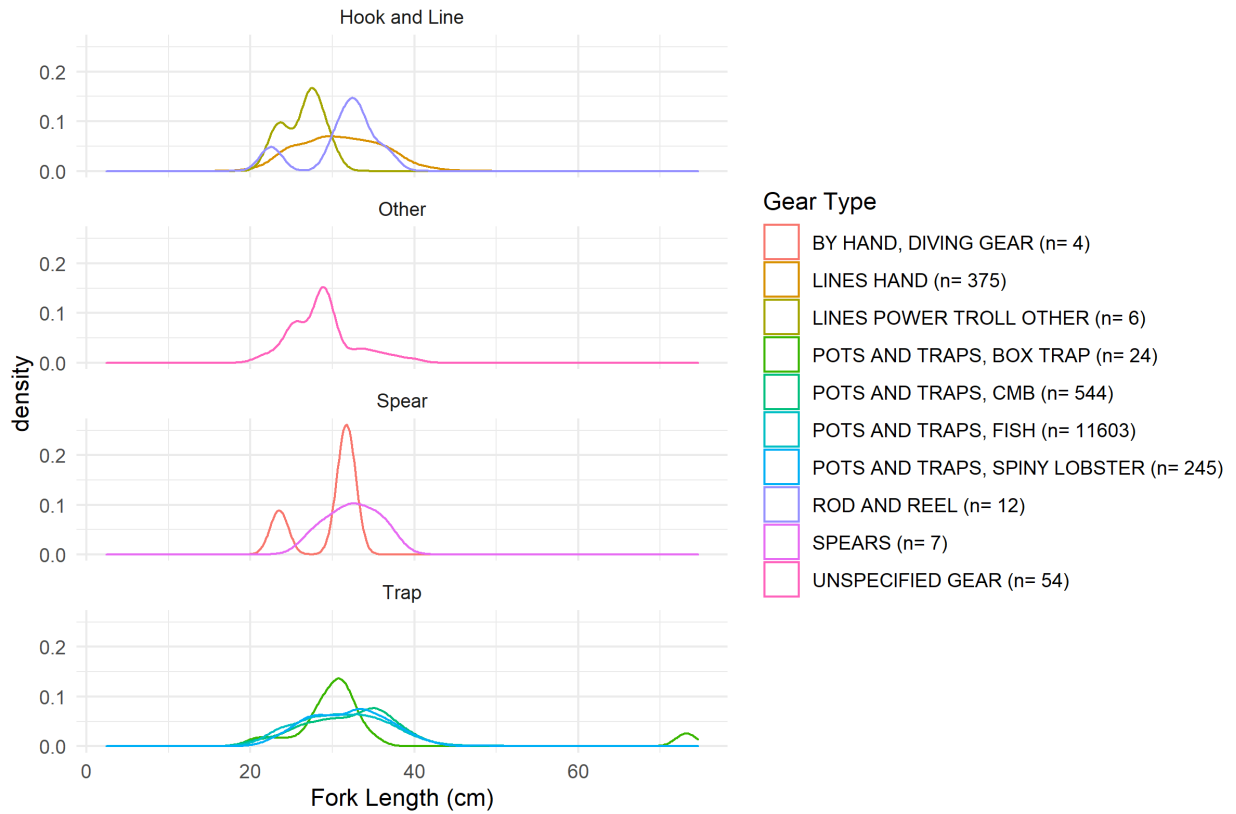 Hook and Line
0.2
0.1
0.0
Other
0.2
0.1
0.0
Spear
0.2
0.1
0.0
Trap
0.2
0.1
0.0
0 20 40 60
Fork Length (cm)
density
Gear Type
BY HAND, DIVING GEAR (n= 4)
LINES HAND (n= 375)
LINES POWER TROLL OTHER (n= 6)
POTS AND TRAPS, BOX TRAP (n= 24)
POTS AND TRAPS, CMB (n= 544)
POTS AND TRAPS, FISH (n= 11603)
POTS AND TRAPS, SPINY LOBSTER (n= 245)
ROD AND REEL (n= 12)
SPEARS (n= 7)
UNSPECIFIED GEAR (n= 54)